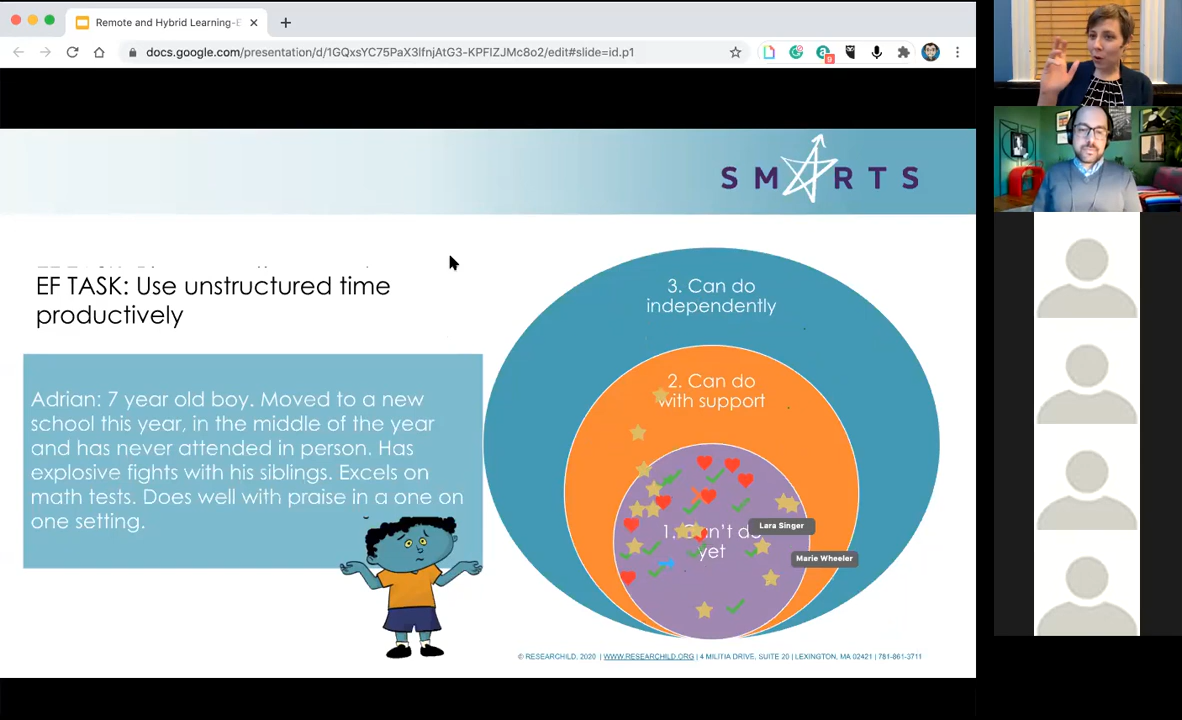 Remote and Hybrid Learning-E
docs.google.com/presentation/d/1GQxsYC75PaX3lfnjAtG3-KPFIZJMc8o2/edit#slide=id.p1
9
SMARTS
EF TASK: Use unstructured time
productively
Adrian: 7 year old boy. Moved to a new
school this year, in the middle of the year
and has never attended in person. Has
explosive fights with his siblings. Excels on
math tests. Does well with praise in a one on
one setting.
3. Can do
independently
2. Can do
with support
1. Can't do
yet
Lara Singer
Marie Wheeler
© RESEARCHILD, 2020 | WWW.RESEARCHILD.ORG | 4 MILITIA DRIVE, SUITE 20 | LEXINGTON, MA 02421 | 781-861-3711